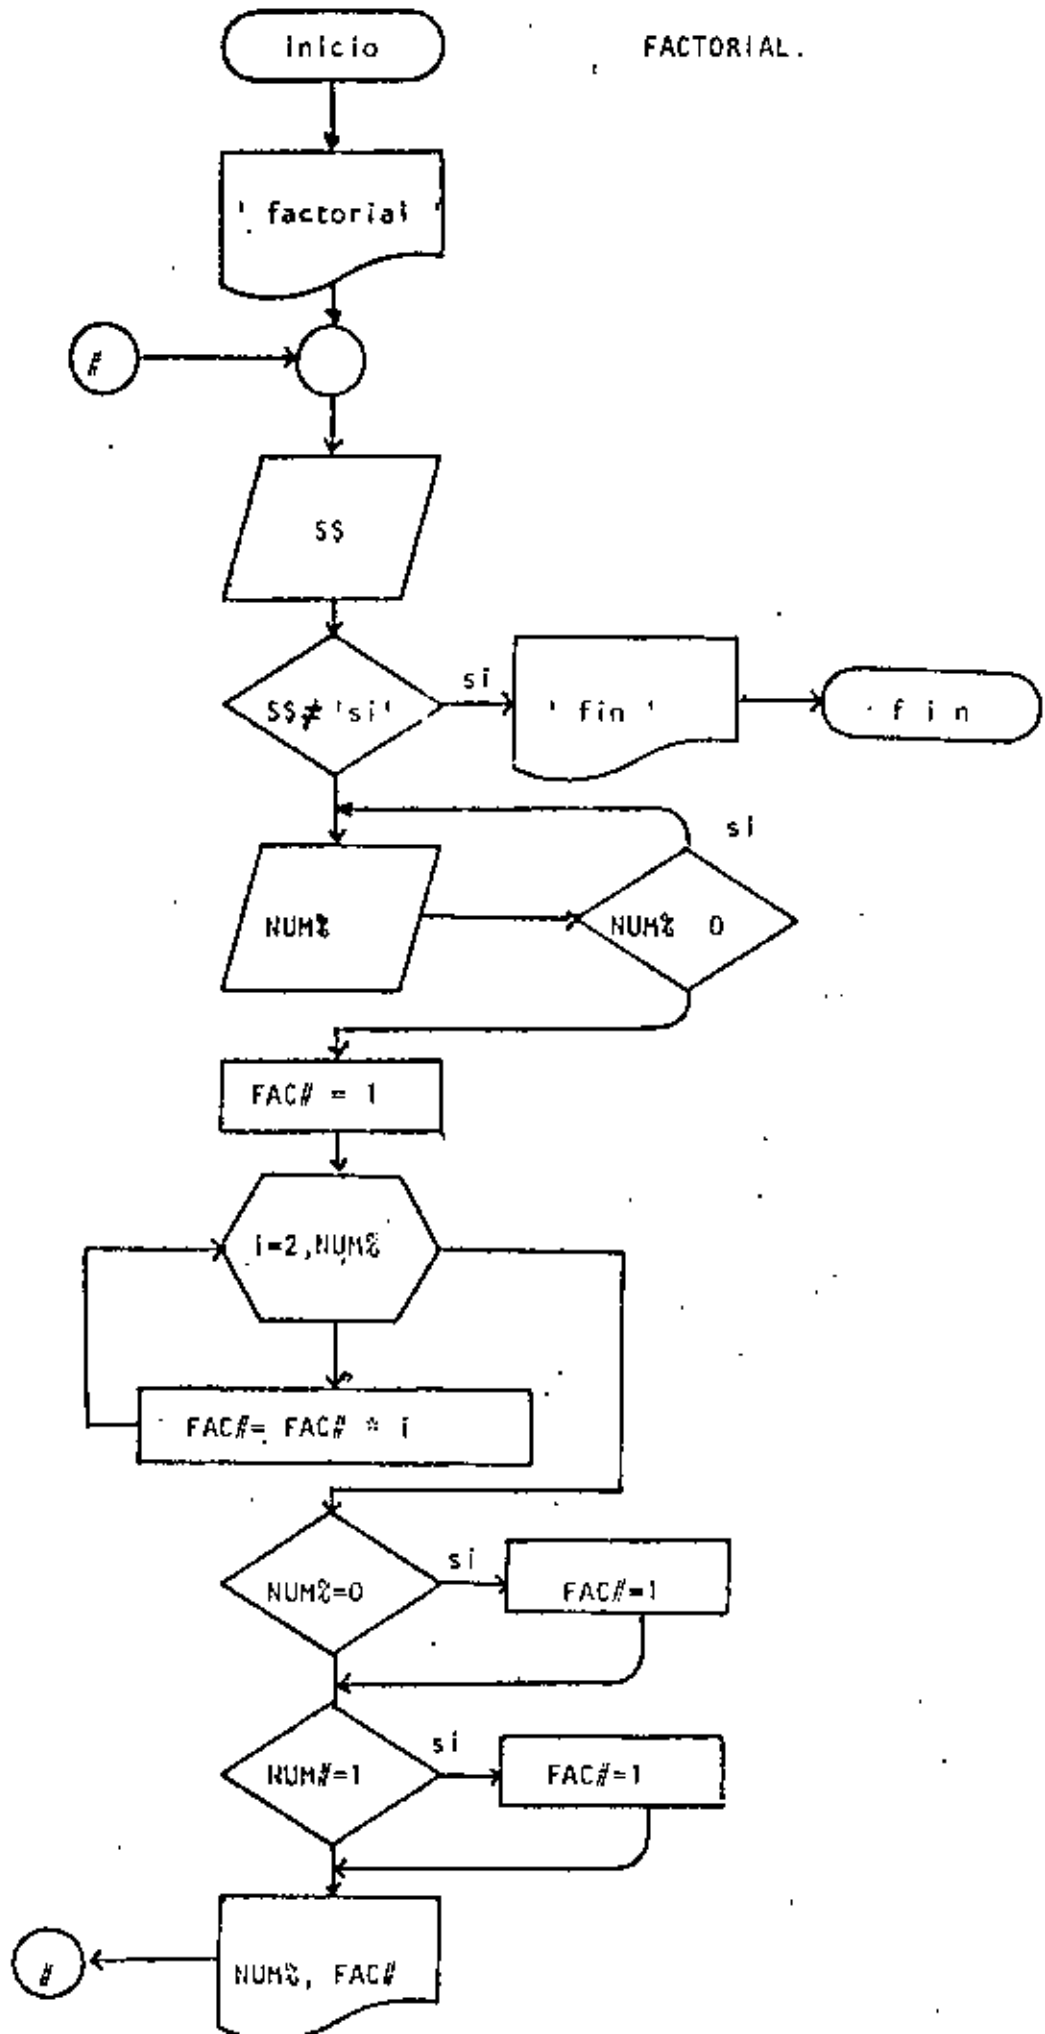 inicio
FACTORIAL.
' factorial '
#
S$
S$≠'si'
si
' fin '
fin
si
NUM%
NUM% 0
FAC# = 1
i=2,NUM%
FAC#= FAC# * i
NUM%=0
si
FAC#=1
NUM#=1
si
FAC#=1
NUM%, FAC#
#